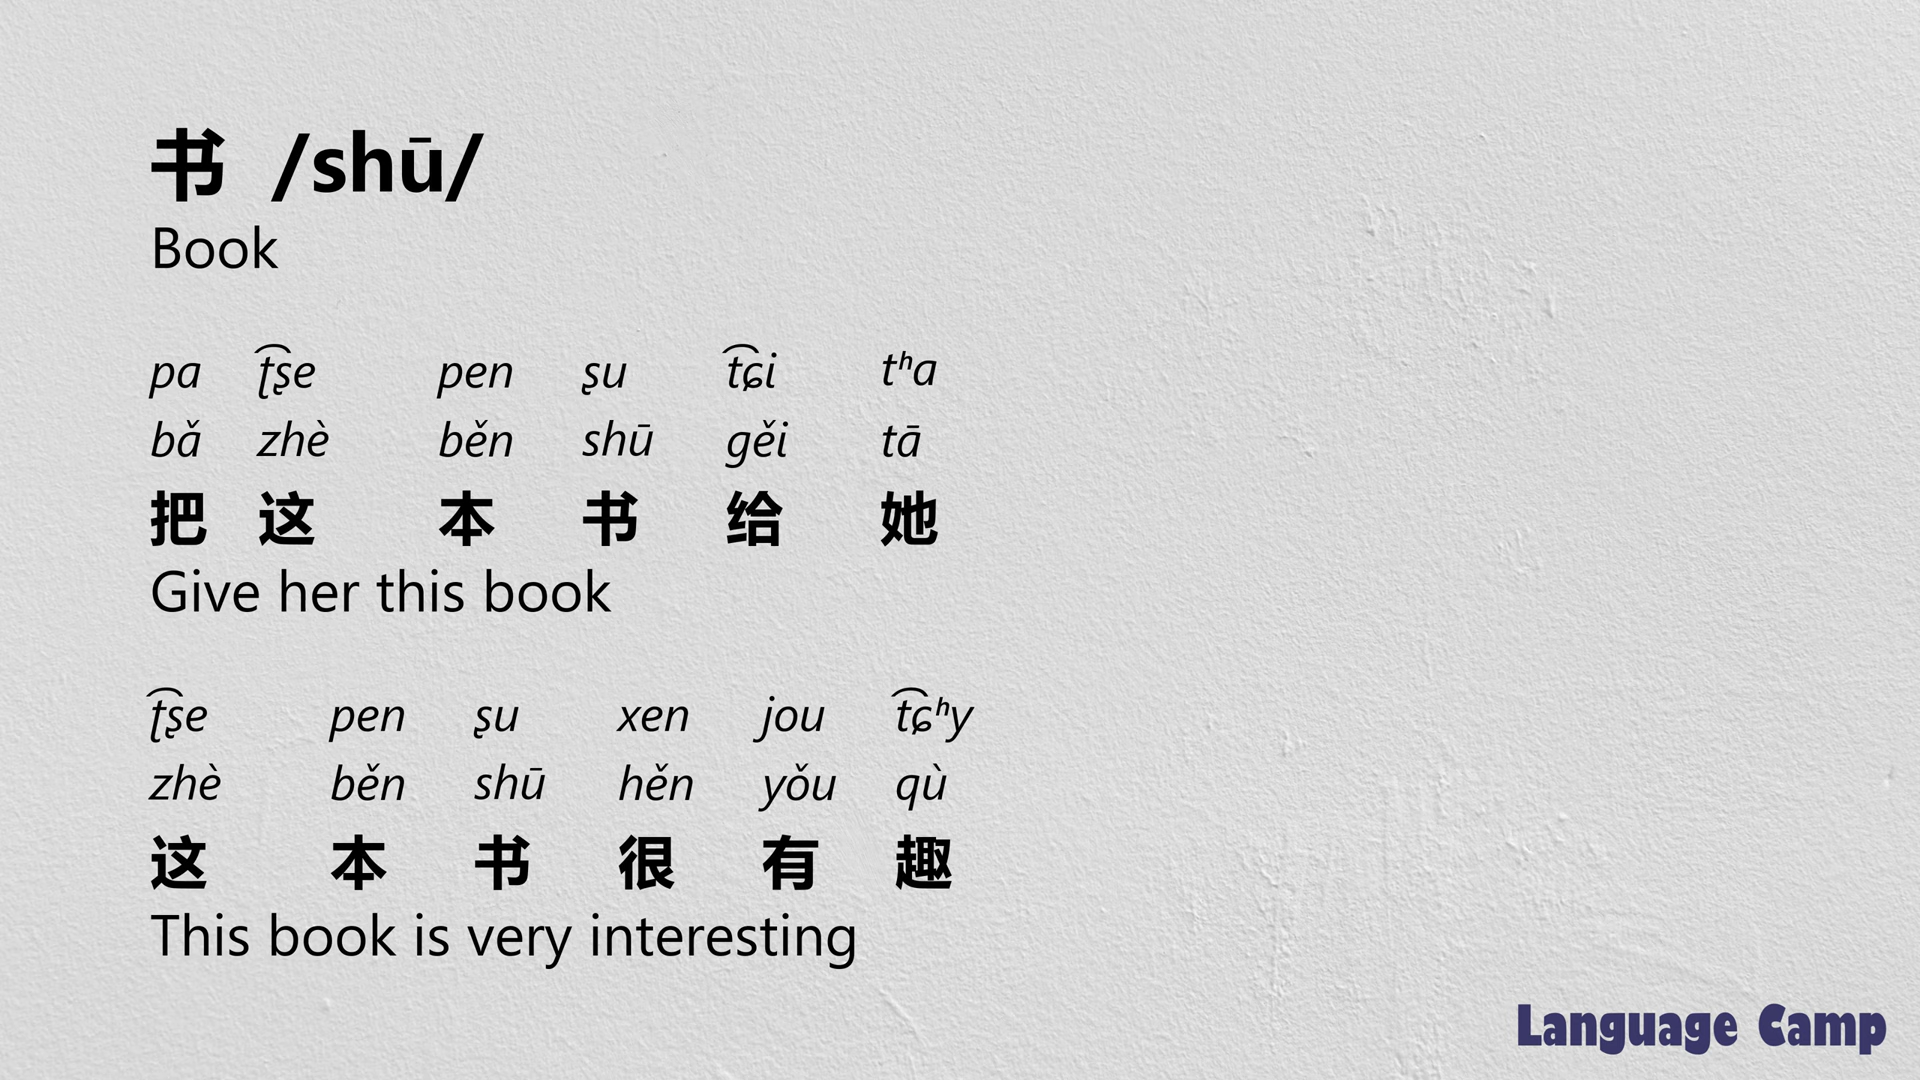 书 /shū/
Book
pa ʈ͡ʂe pen ʂu t͡ɕi tʰa
bǎ zhè běn shū gěi tā
把 这 本 书 给 她
Give her this book
ʈ͡ʂe pen ʂu xen jou t͡ɕʰy
zhè běn shū hěn yǒu qù
这 本 书 很 有 趣
This book is very interesting
Language Camp